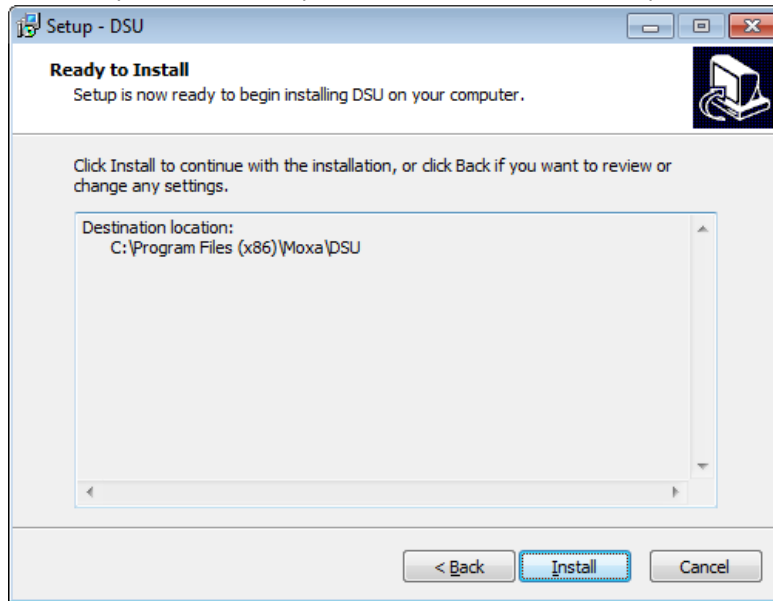 Setup - DSU
Ready to Install
Setup is now ready to begin installing DSU on your computer.
Click Install to continue with the installation, or click Back if you want to review or
change any settings.
Destination location:
C:\Program Files (x86)\Moxa\DSU
< Back
Install
Cancel